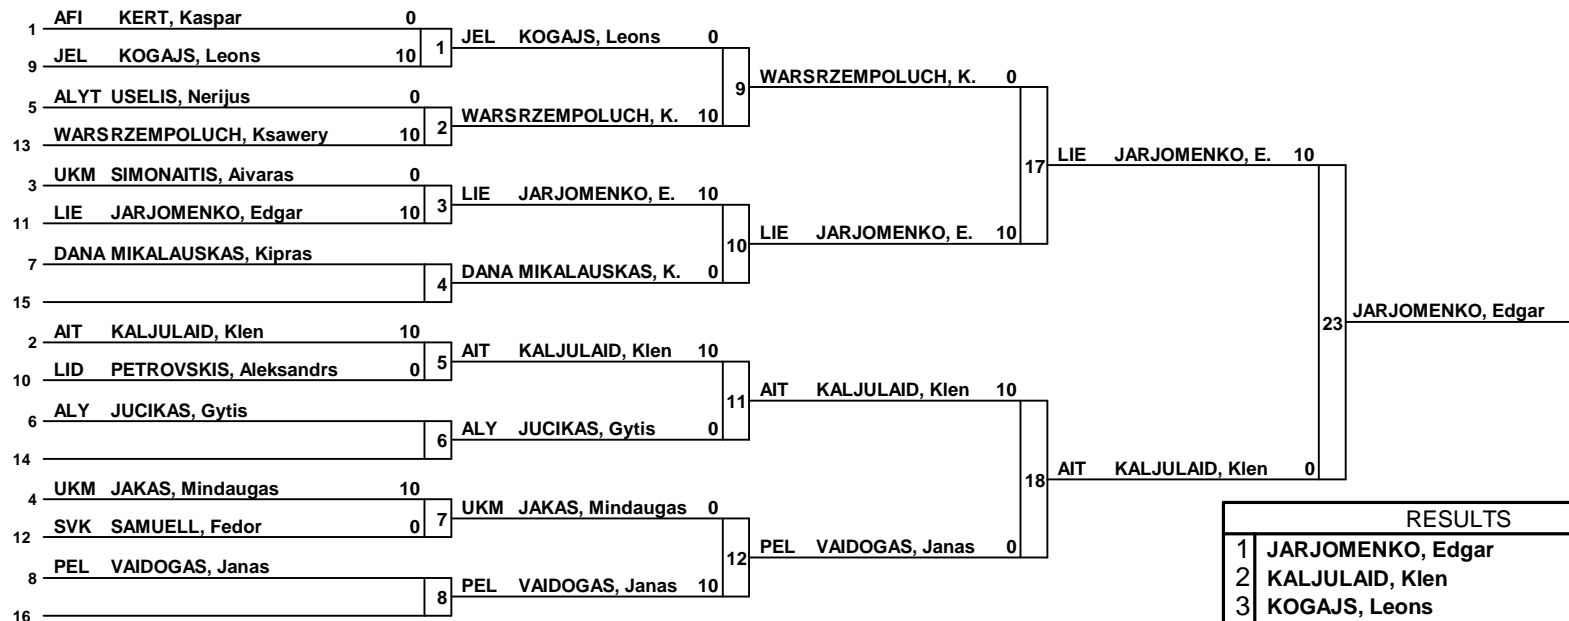 1 AFI KERT, Kaspar 0
9 JEL KOGAJS, Leons 10
1
JEL KOGAJS, Leons 0
5 ALYT USELIS, Nerijus 0
13 WARS RZEMPOLUCH, Ksawery 10
2
WARS RZEMPOLUCH, K. 10
9
WARS RZEMPOLUCH, K. 0
3 UKM SIMONAITIS, Aivaras 0
11 LIE JARJOMENKO, Edgar 10
3
LIE JARJOMENKO, E. 10
7 DANA MIKALAUSKAS, Kipras
15
4
DANA MIKALAUSKAS, K. 0
10
LIE JARJOMENKO, E. 10
17
LIE JARJOMENKO, E. 10
2 AIT KALJULAID, Klen 10
10 LID PETROVSKIS, Aleksandrs 0
5
AIT KALJULAID, Klen 10
6 ALY JUCIKAS, Gytis
14
6
ALY JUCIKAS, Gytis 0
11
AIT KALJULAID, Klen 10
4 UKM JAKAS, Mindaugas 10
12 SVK SAMUELL, Fedor 0
7
UKM JAKAS, Mindaugas 0
8 PEL VAIDOGAS, Janas
16
8
PEL VAIDOGAS, Janas 10
12
PEL VAIDOGAS, Janas 0
18
AIT KALJULAID, Klen 0
23
JARJOMENKO, Edgar
RESULTS
1 JARJOMENKO, Edgar
2 KALJULAID, Klen
3 KOGAJS, Leons